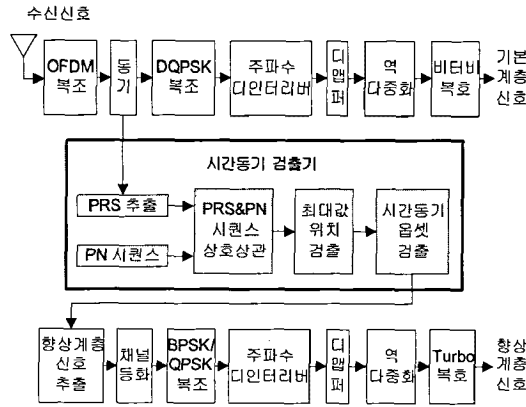 수신신호
OFDM
복조
동
기
DQPSK
복조
주파수
디인터리버
디
맵
퍼
역
다중화
비터비
복호
기본
계층
신호
시간동기 검출기
PRS 추출
PN 시퀀스
PRS&PN
시퀀스
상호상관
최대값
위치
검출
시간동기
옵셋
검출
향상계층
신호
추출
채널
등화
BPSK/
QPSK
복조
주파수
디인터리버
디
맵
퍼
역
다중화
Turbo
복호
향상
계층
신호